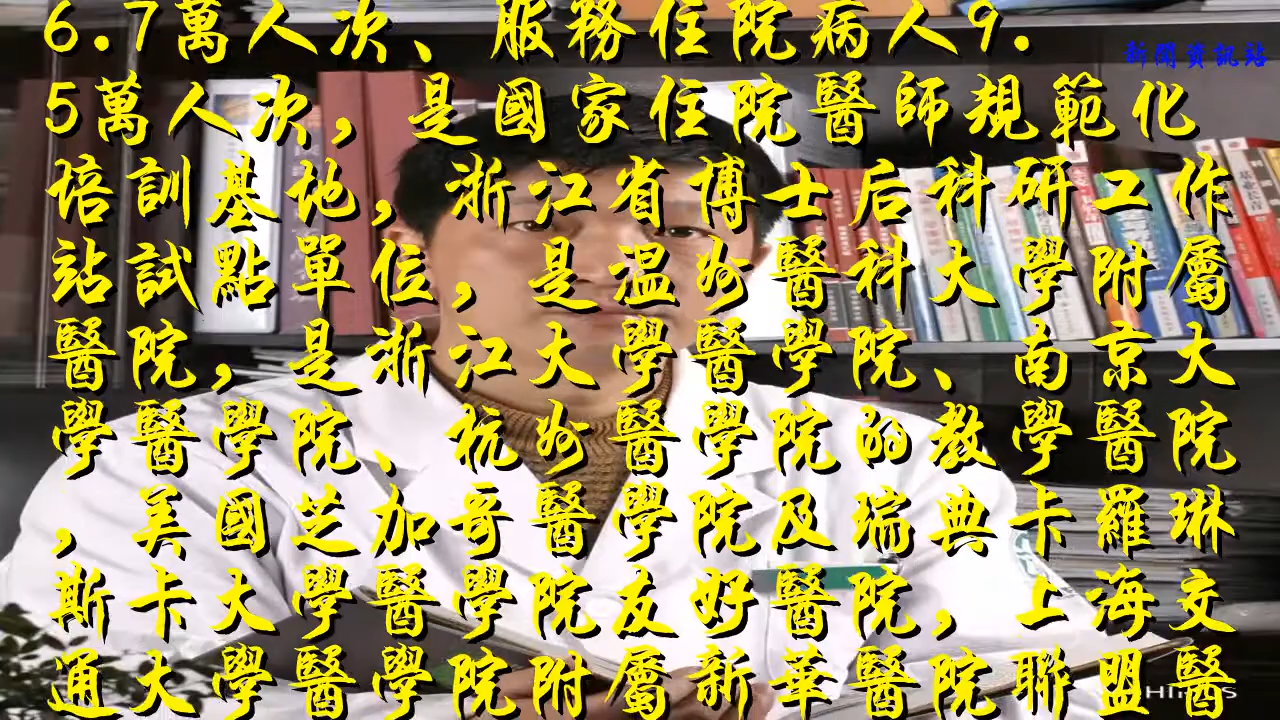 6.7萬人次、服務住院病人9.
新聞資訊站
5萬人次，是國家住院醫師規範化
培訓基地，浙江省博士后科研工作
站試點單位，是温州醫科大學附屬
醫院，是浙江大學醫學院、南京大
學醫學院、杭州醫學院的教學醫院
，美國芝加哥醫學院及瑞典卡羅琳
斯卡大學醫學院友好醫院，上海交
通大學醫學院附屬新華醫院聯盟醫